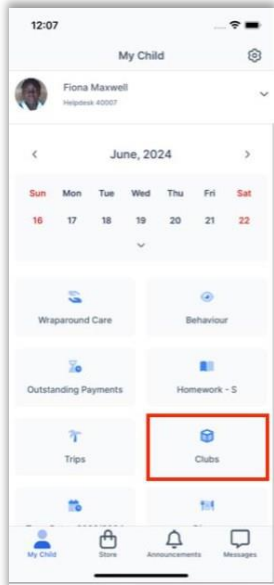 12:07
My Child
Fiona Maxwell
Helpdesk 40007
June, 2024
Sun Mon Tue Wed Thu Fri Sat
16 17 18 19 20 21 22
Wraparound Care Behaviour
Outstanding Payments Homework - S
Trips Clubs
My Child Store Announcements Messages